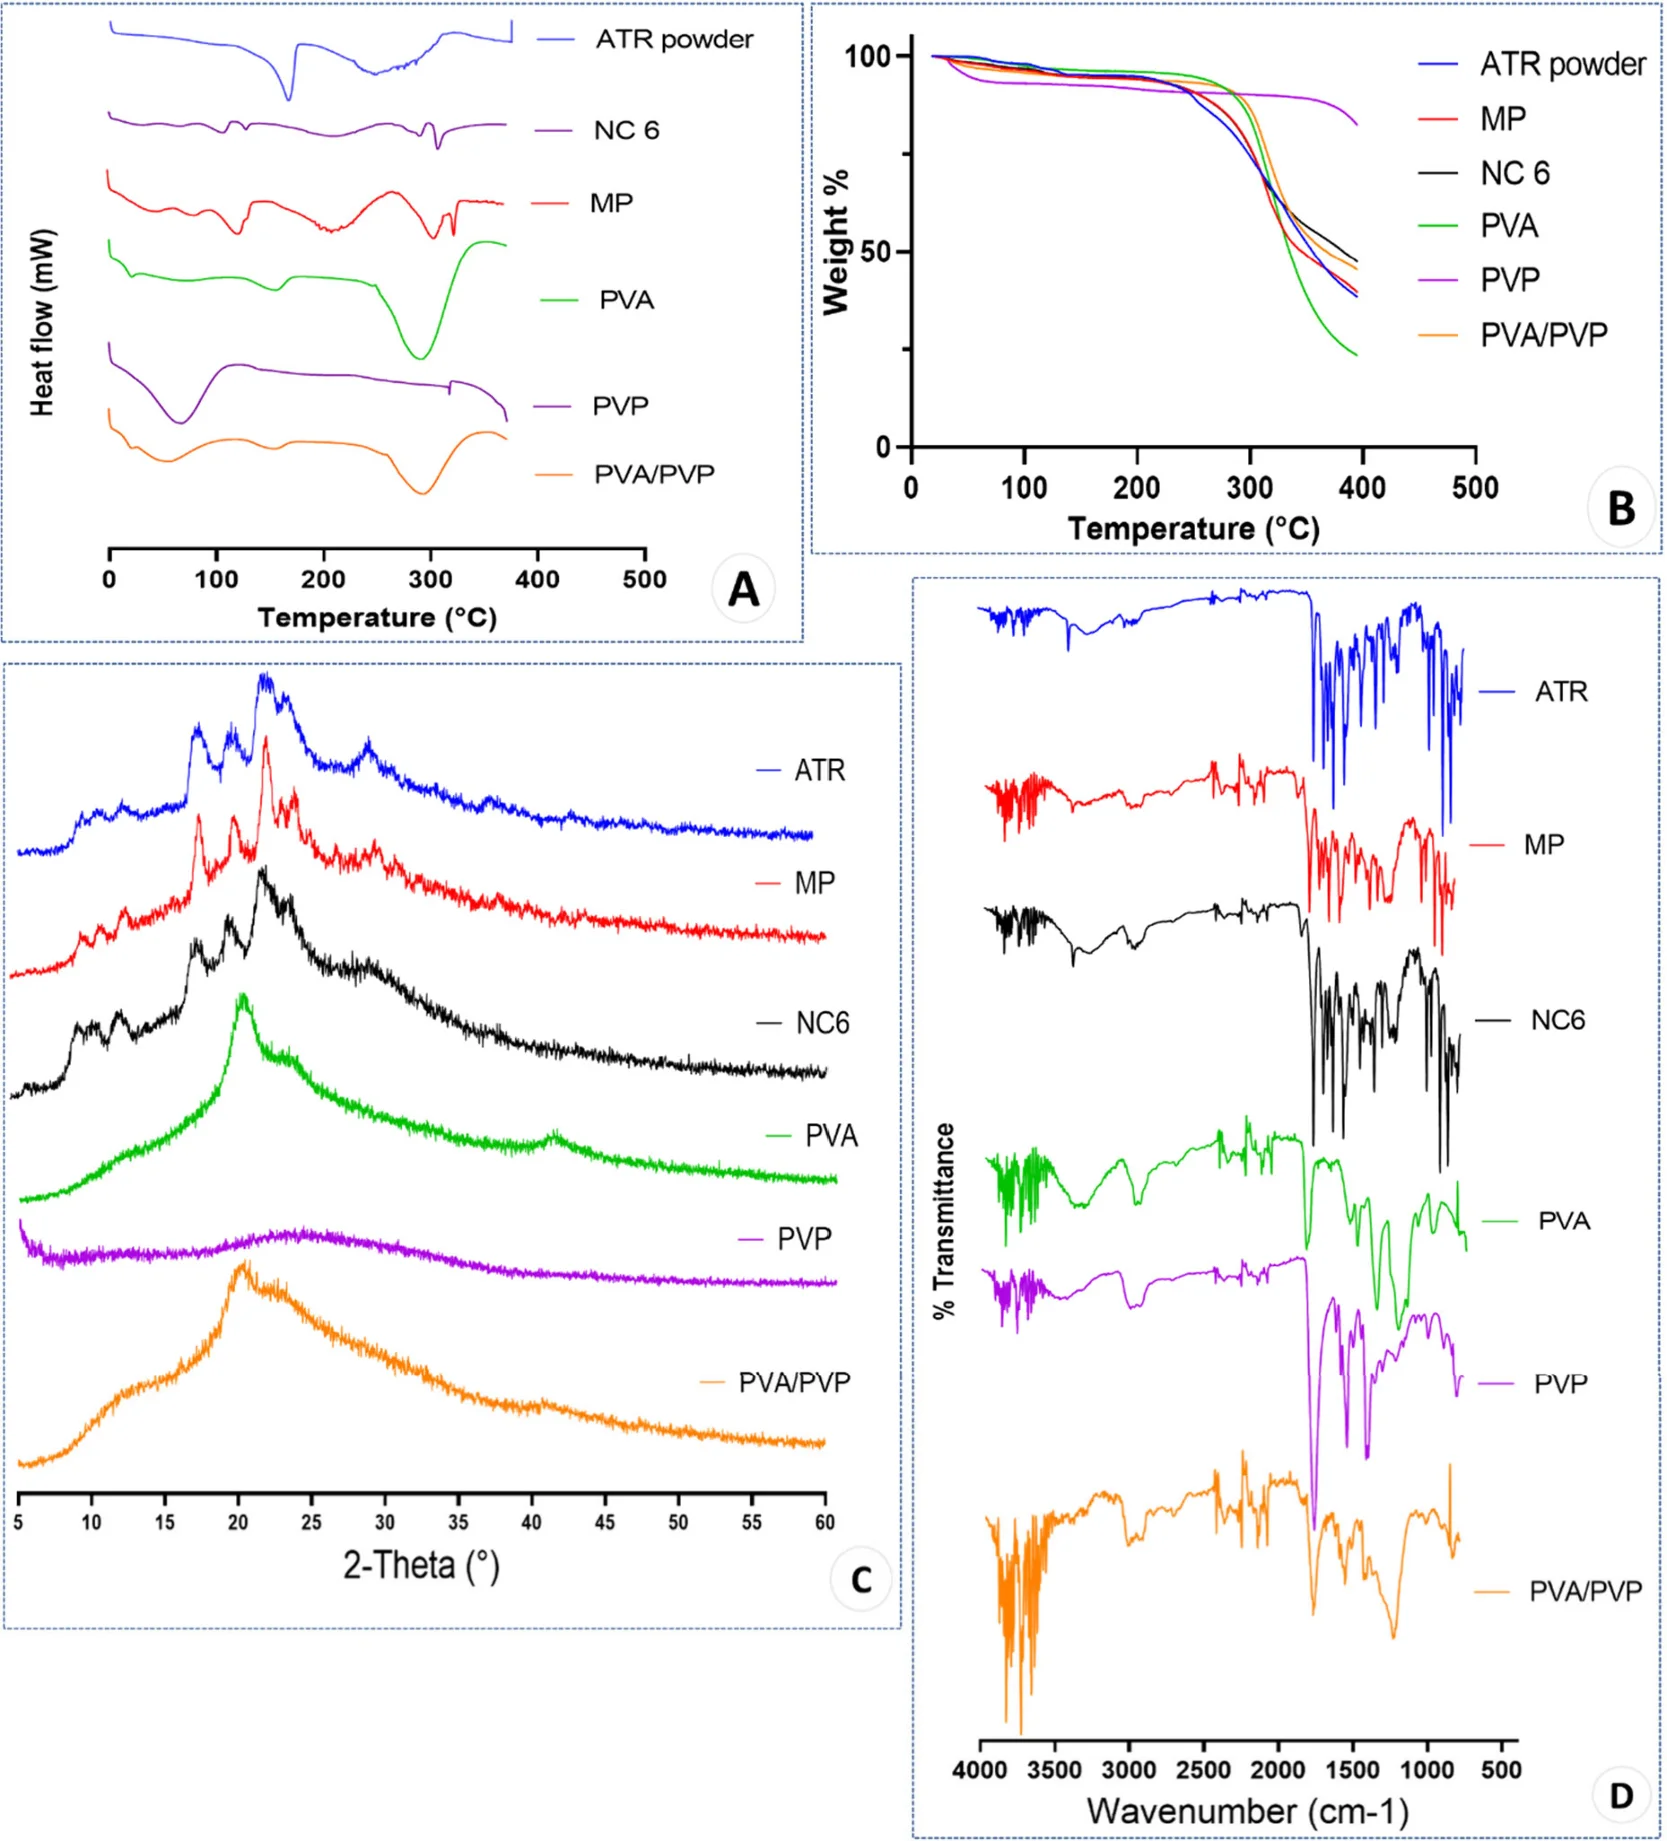 ATR powder
NC 6
MP
PVA
PVP
PVA/PVP
Heat flow (mW)
0 100 200 300 400 500
Temperature (°C)
A
100
50
0
Weight %
ATR powder
MP
NC 6
PVA
PVP
PVA/PVP
0 100 200 300 400 500
Temperature (°C)
B
ATR
MP
NC6
PVA
PVP
PVA/PVP
5 10 15 20 25 30 35 40 45 50 55 60
2-Theta (°)
C
ATR
MP
NC6
PVA
PVP
PVA/PVP
% Transmittance
4000 3500 3000 2500 2000 1500 1000 500
Wavenumber (cm-1)
D